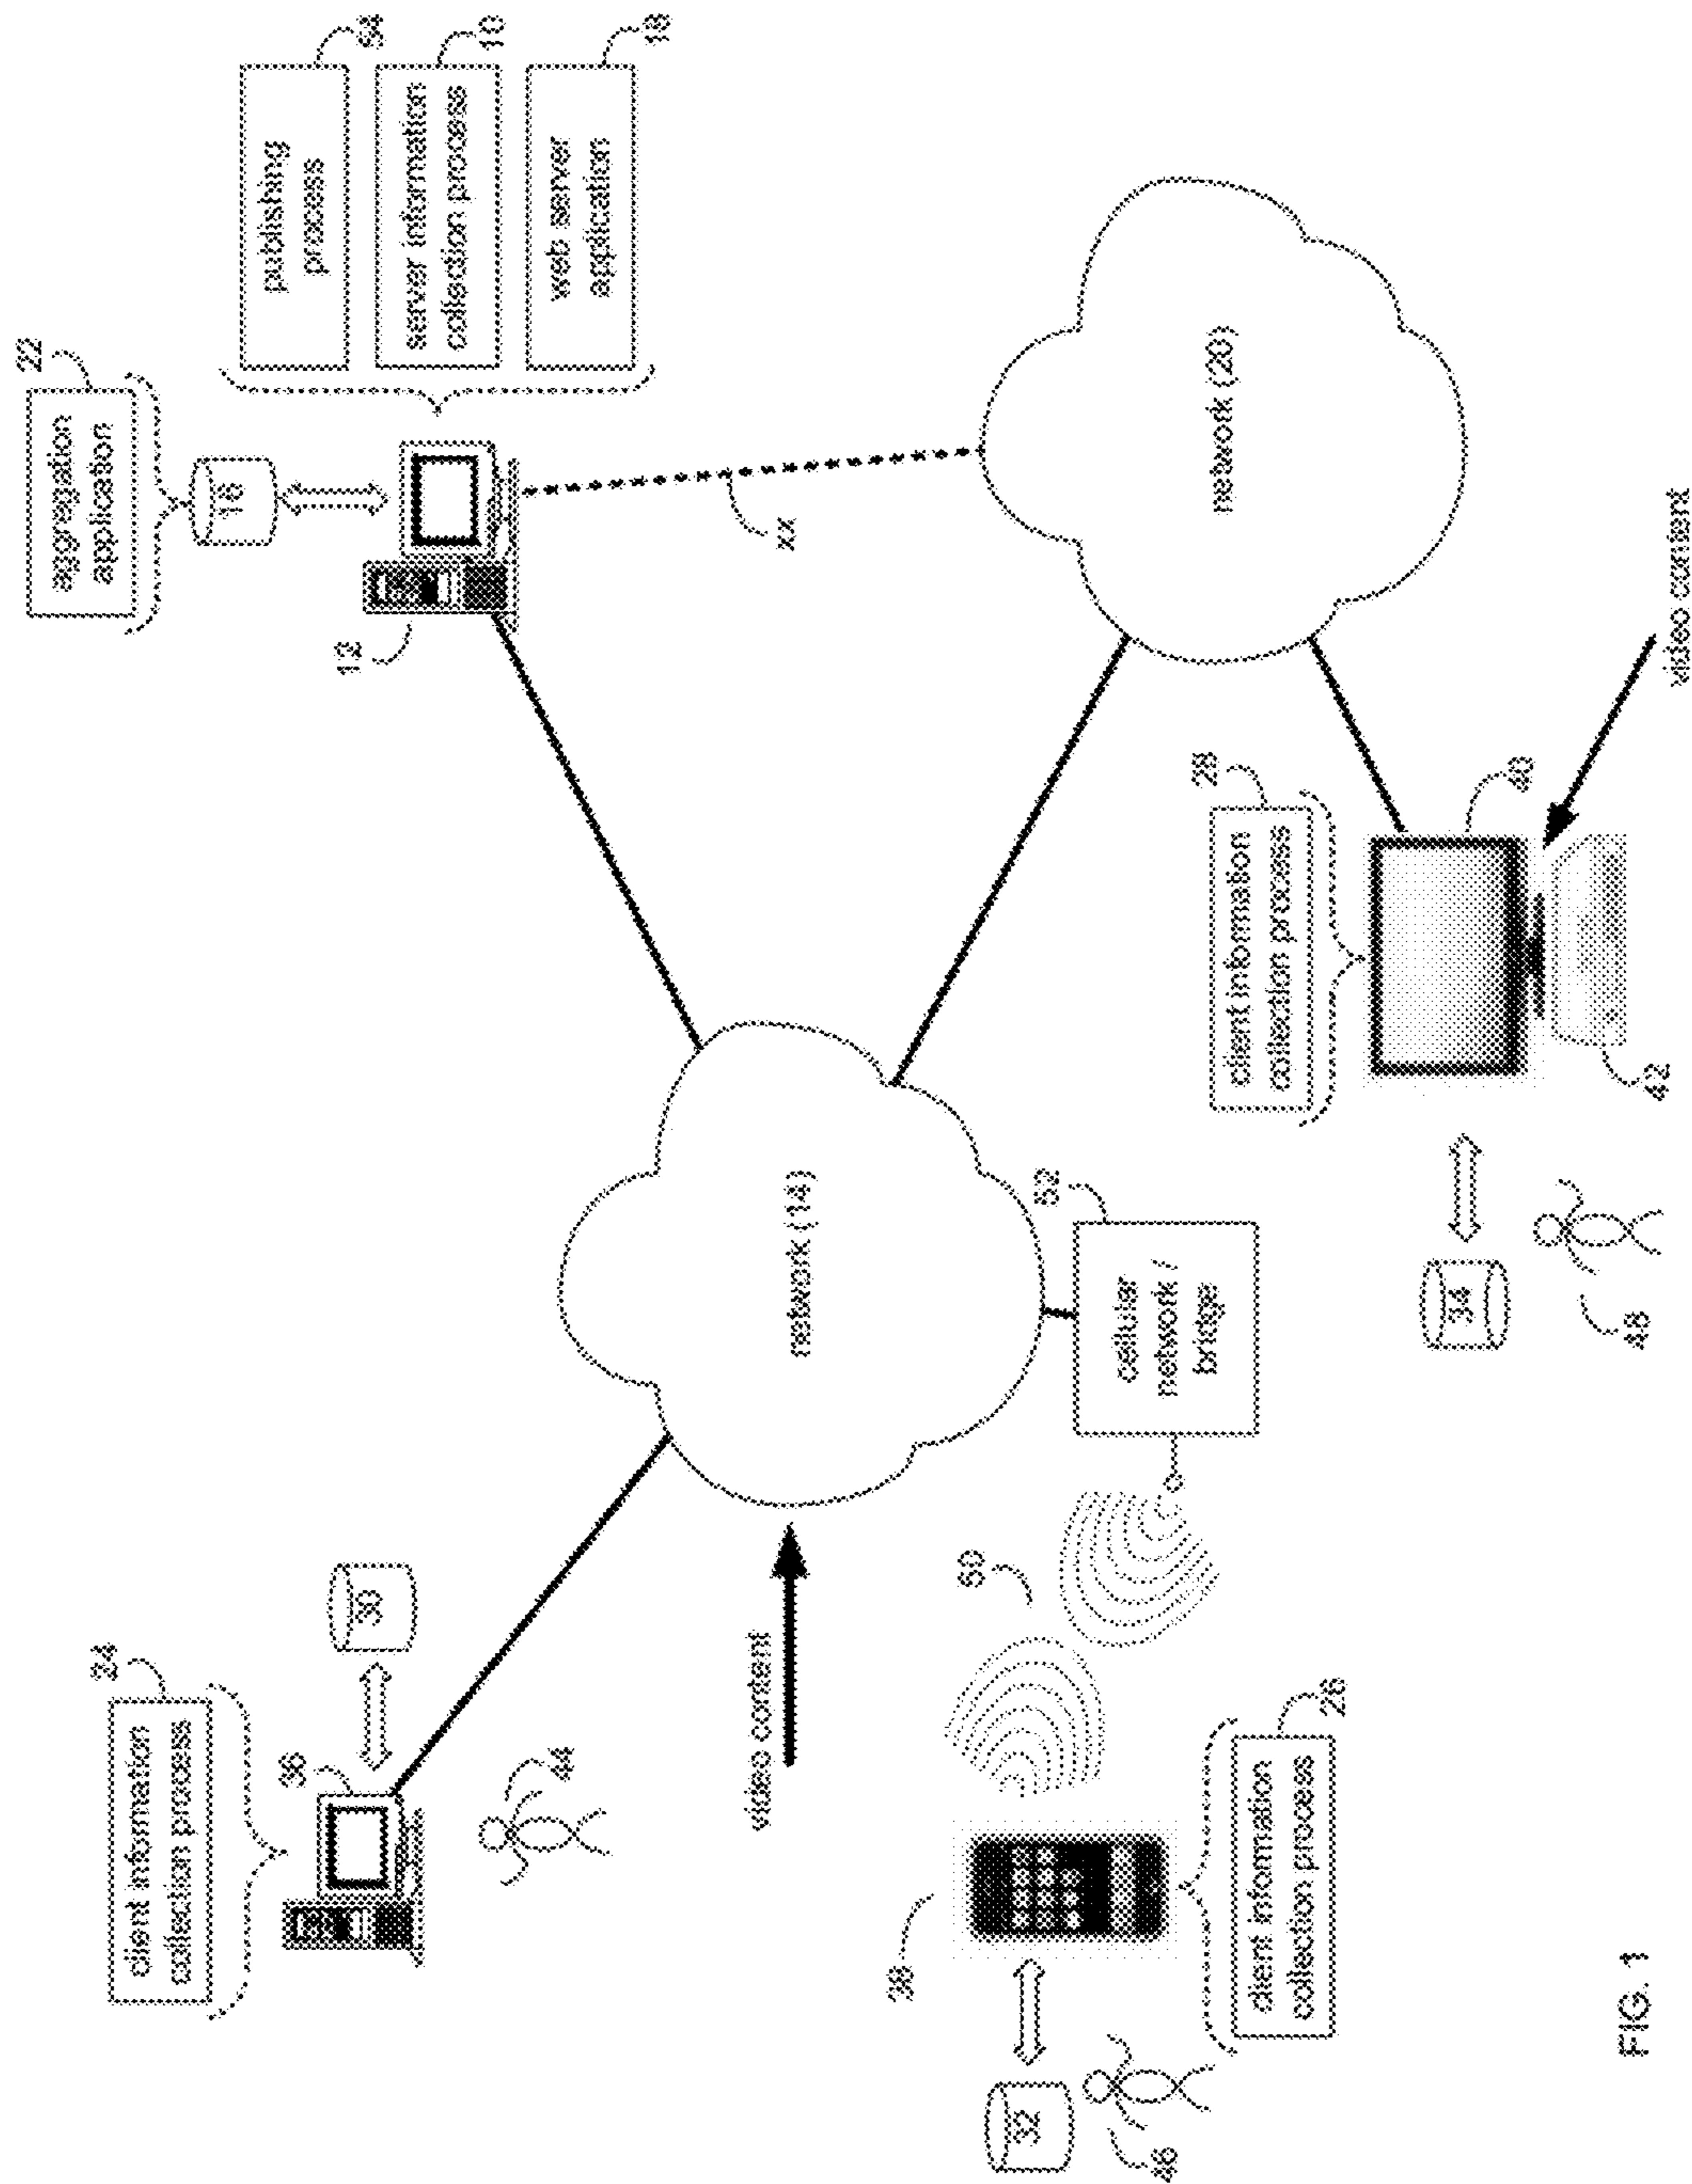 24
client information
collection process
36
30
44
aggregation
application
22
16
12
publishing
process
54
server information
collection process
10
web server
application
18
xx
video content
network (14)
network (20)
38
32
46
50
client information
collection process
26
cellular
network /
bridge
52
client information
collection process
28
40
34
48
42
video content
FIG. 1